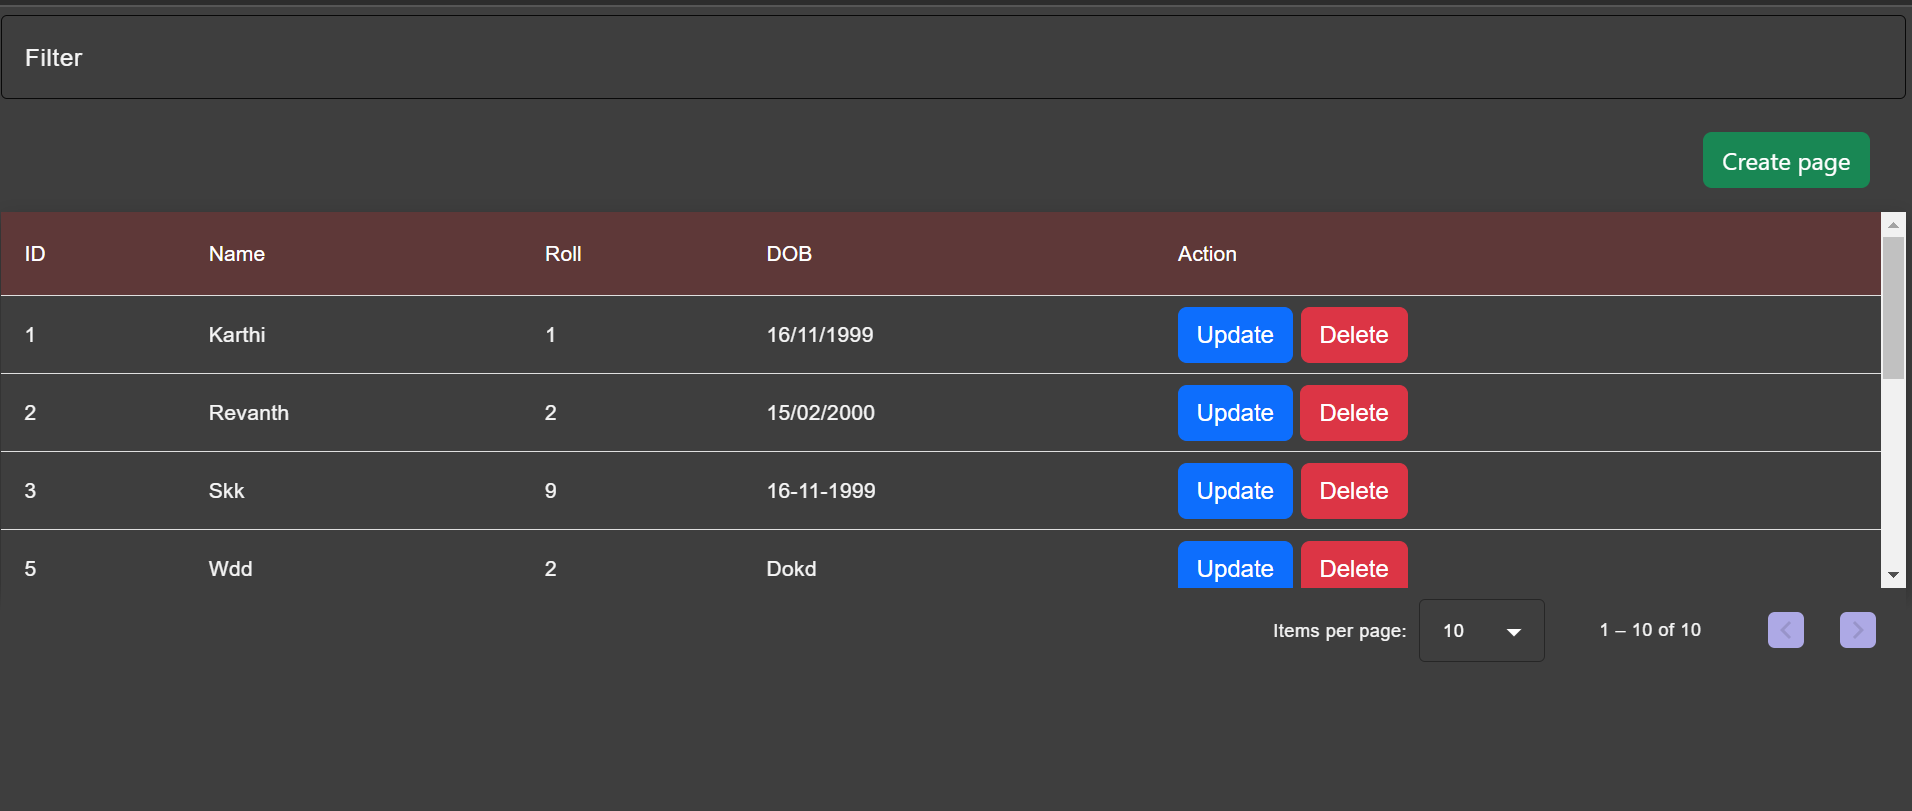 Filter
Create page
ID Name Roll DOB Action
1 Karthi 1 16/11/1999 Update Delete
2 Revanth 2 15/02/2000 Update Delete
3 Skk 9 16-11-1999 Update Delete
5 Wdd 2 Dokd Update Delete
Items per page: 10 1 – 10 of 10